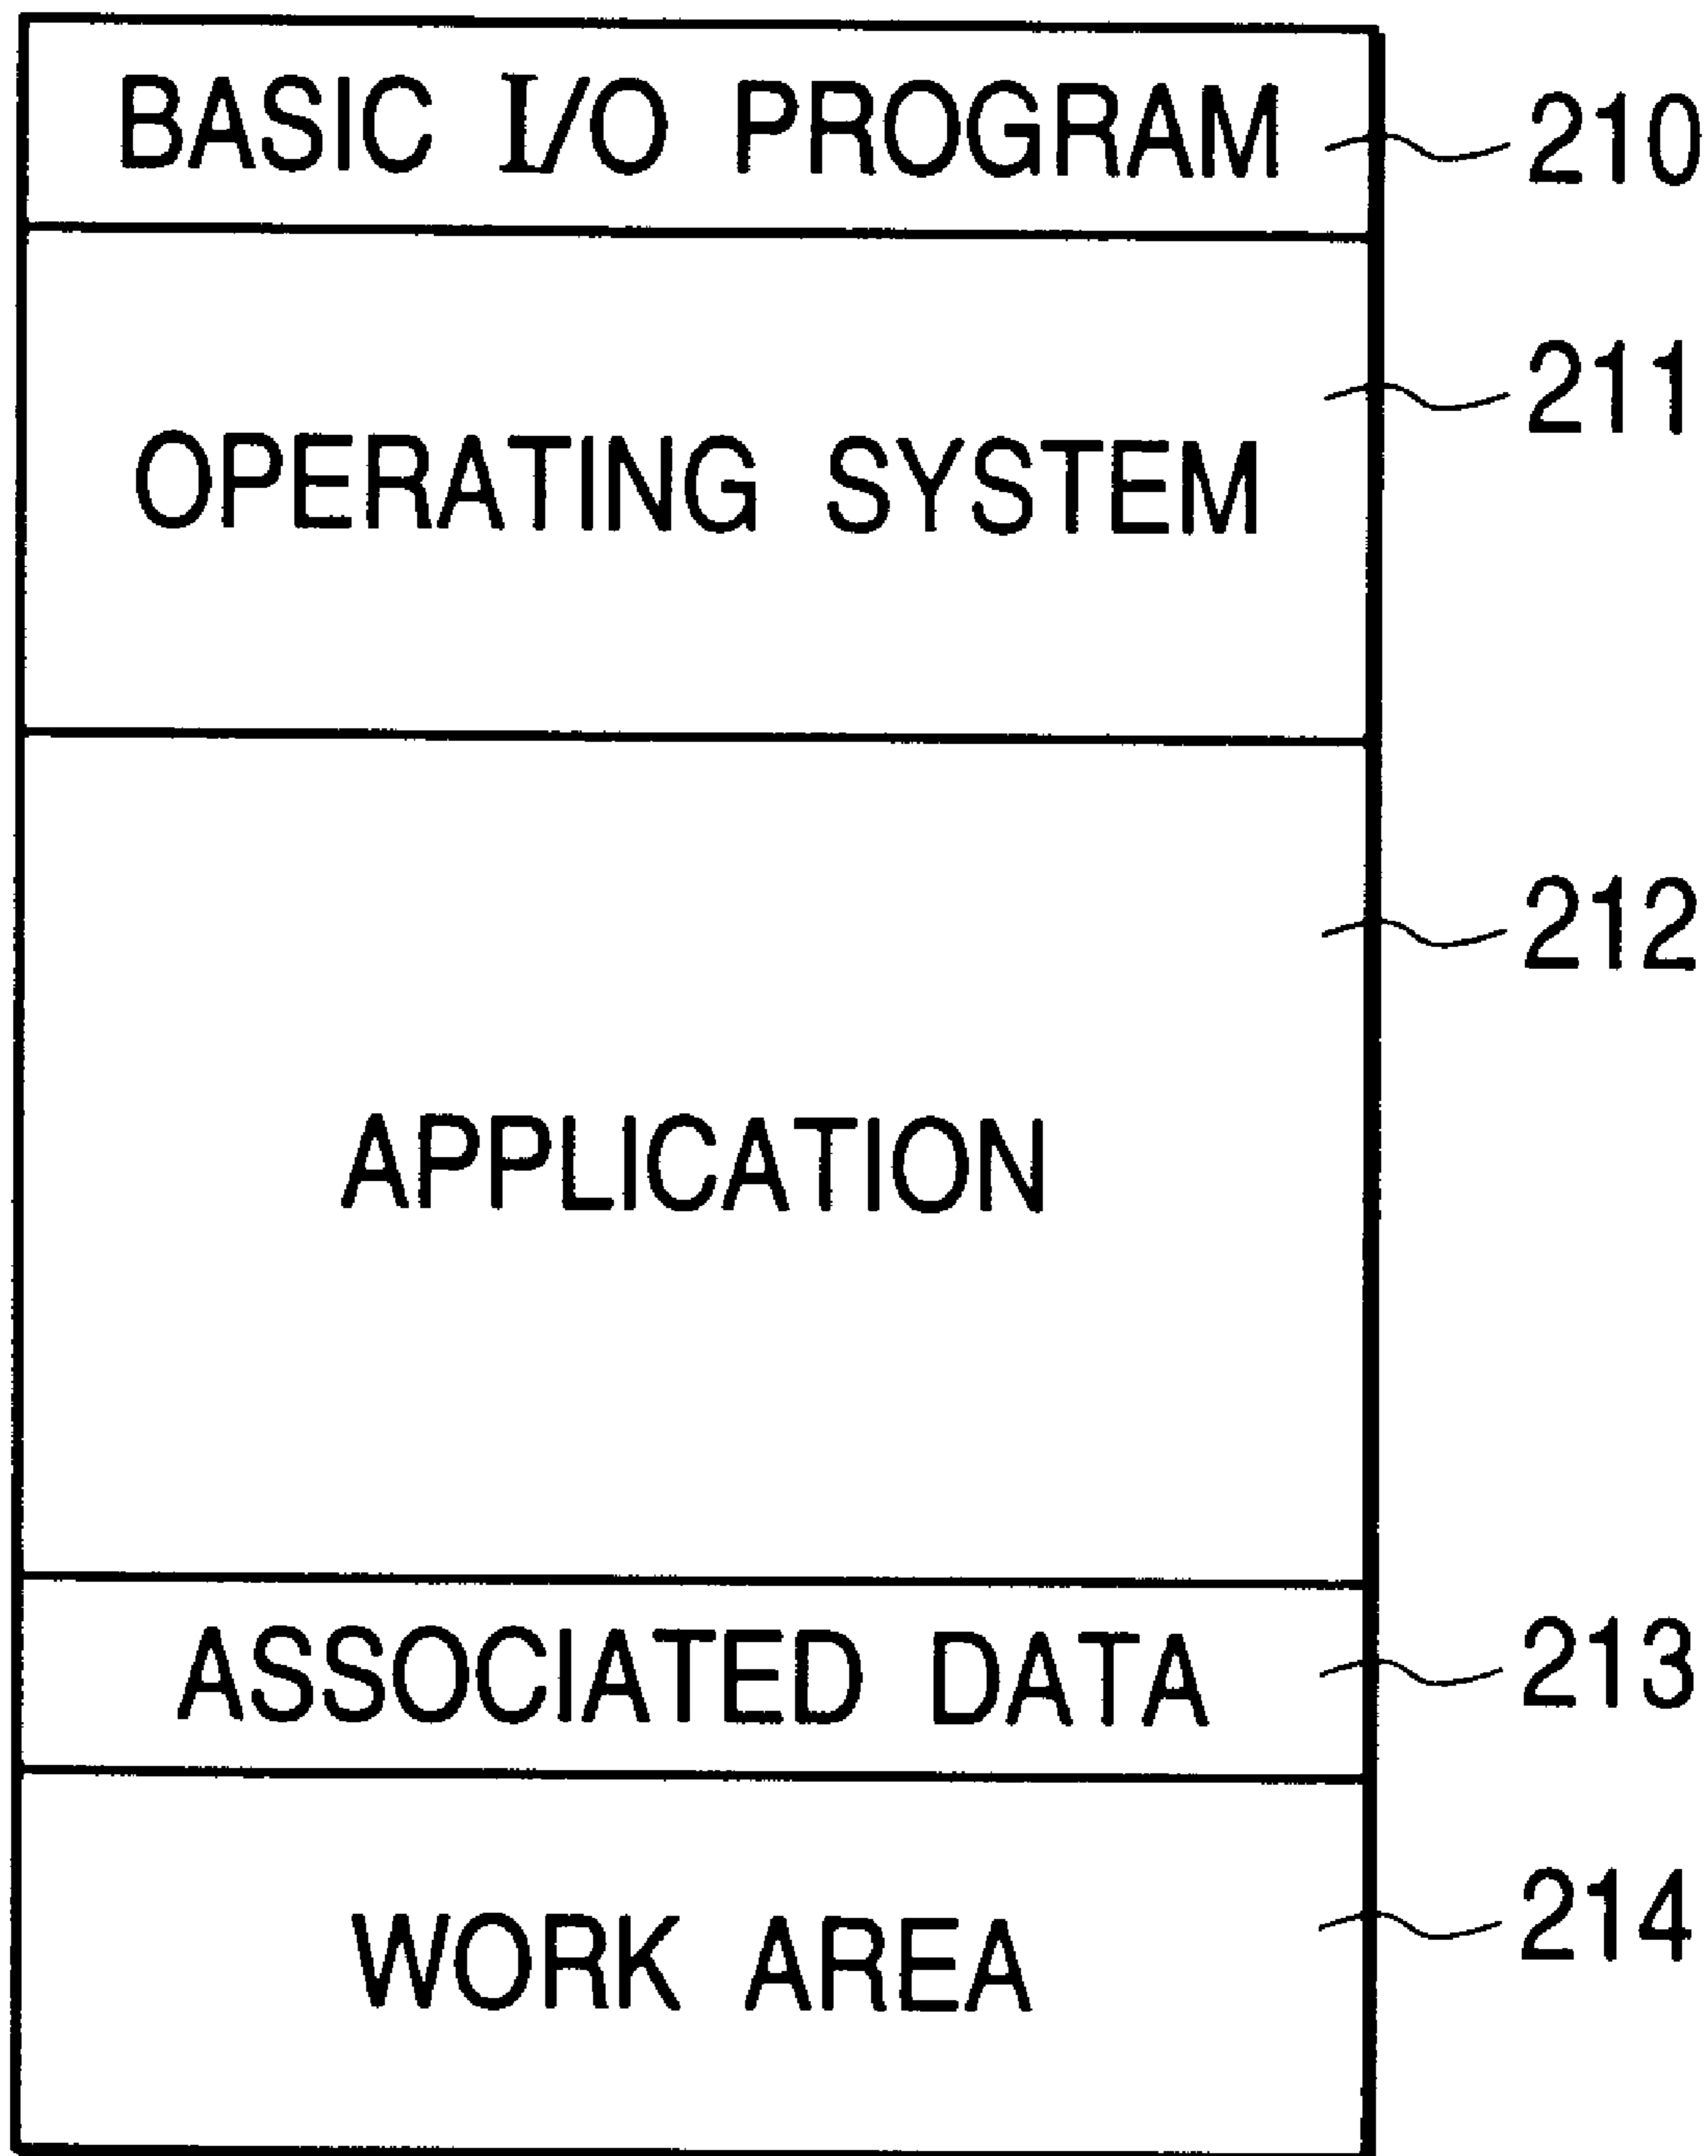 BASIC I/O PROGRAM 210
211
OPERATING SYSTEM
212
APPLICATION
ASSOCIATED DATA 213
214
WORK AREA